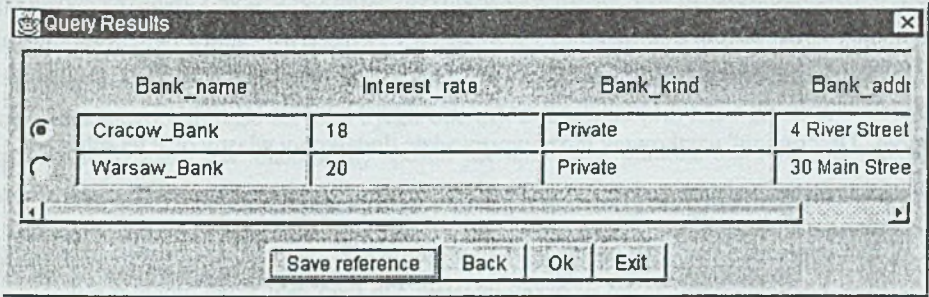 Query Results
Bank_name Interest_rate Bank_kind Bank_addr
Cracow_Bank 18 Private 4 River Street
Warsaw_Bank 20 Private 30 Main Stree
Save reference Back Ok Exit